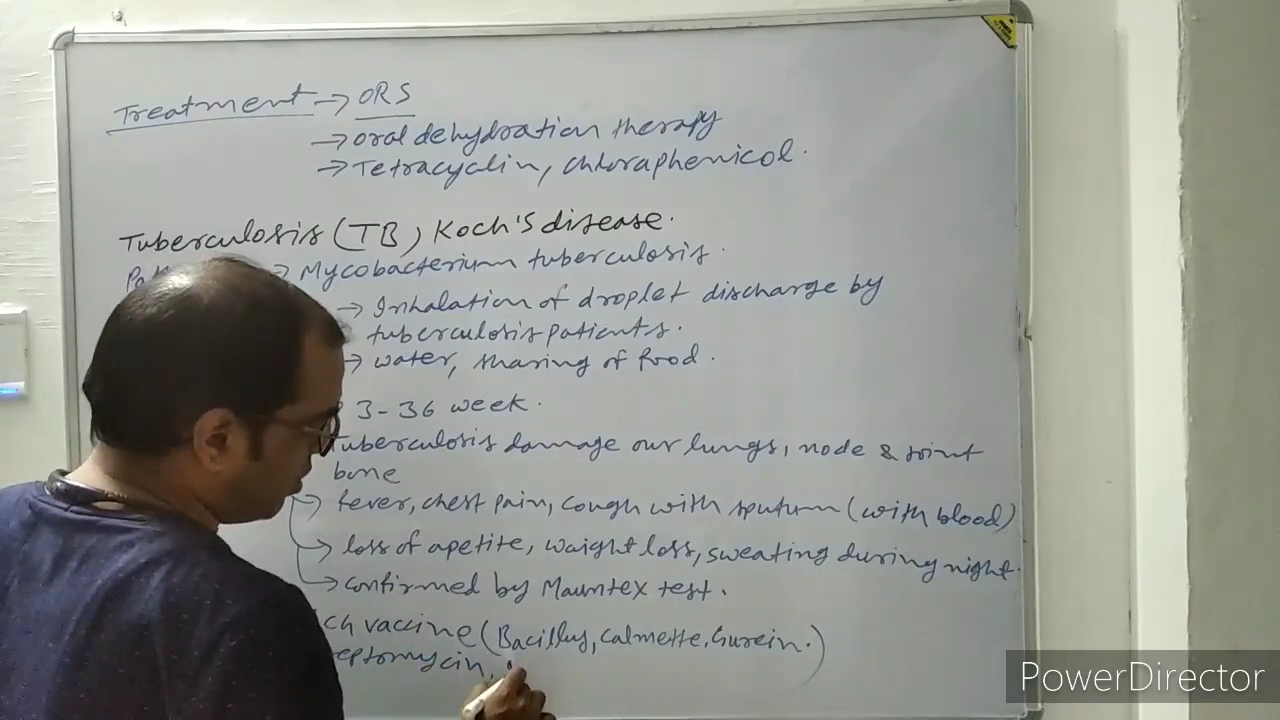 Treatment → ORS
→ oral dehydration therapy
→ Tetracyclin, chloraphenicol.
Tuberculosis (TB) Koch's disease.
→ Mycobacterium tuberculosis.
→ Inhalation of droplet discharge by
tuberculosis patients.
→ water, sharing of food.
3-36 week.
Tuberculosis damage our lungs, node & joint
bone
→ fever, chest pain, cough with sputum (with blood)
→ loss of apetite, waight loss, sweating during night.
→ confirmed by Mauntex test.
vaccine (Bacillus, calmette, Gurein.)
eptomycin,
PowerDirector